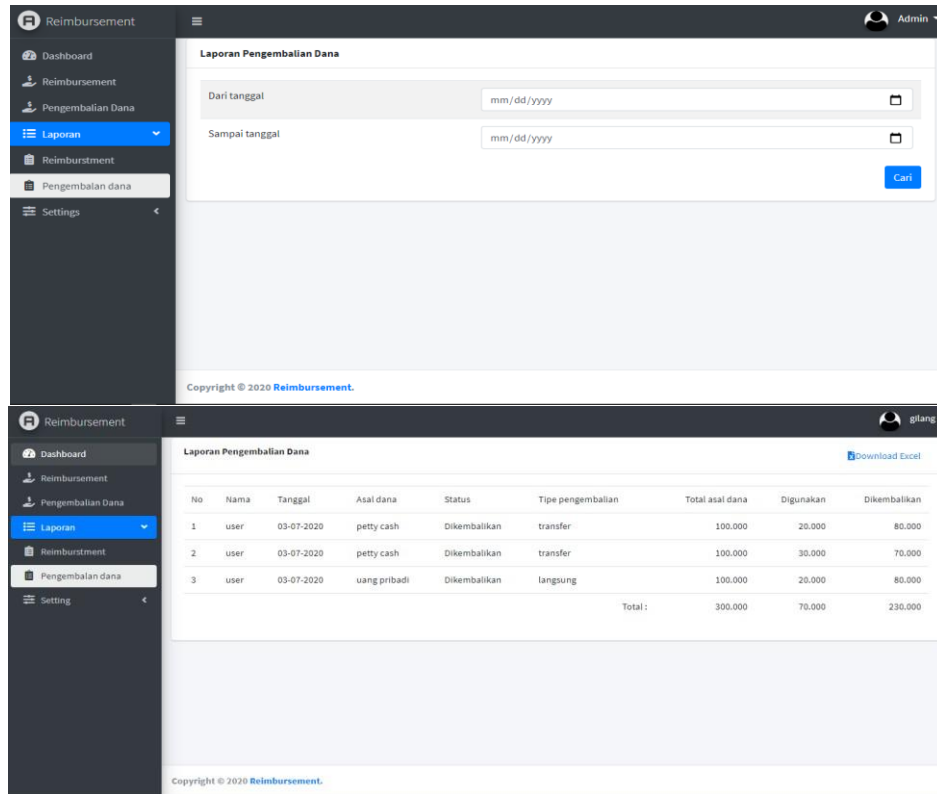 Reimbursement
Admin
Dashboard
Reimbursement
Pengembalian Dana
Laporan
Reimburstment
Pengembalan dana
Settings
Laporan Pengembalian Dana
Dari tanggal mm/dd/yyyy
Sampai tanggal mm/dd/yyyy
Cari
Copyright © 2020 Reimbursement.
Reimbursement
gilang
Dashboard
Reimbursement
Pengembalian Dana
Laporan
Reimburstment
Pengembalan dana
Setting
Laporan Pengembalian Dana
Download Excel
No Nama Tanggal Asal dana Status Tipe pengembalian Total asal dana Digunakan Dikembalikan
1 user 03-07-2020 petty cash Dikembalikan transfer 100.000 20.000 80.000
2 user 03-07-2020 petty cash Dikembalikan transfer 100.000 30.000 70.000
3 user 03-07-2020 uang pribadi Dikembalikan langsung 100.000 20.000 80.000
Total : 300.000 70.000 230.000
Copyright © 2020 Reimbursement.